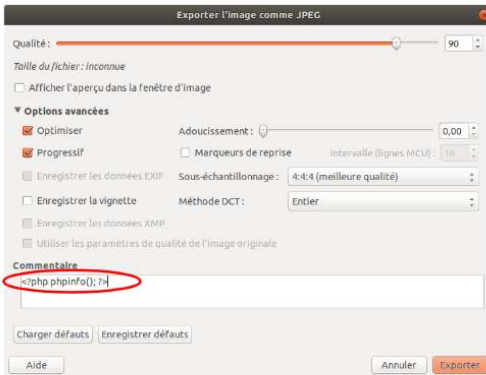 Exporter l'image comme JPEG
Qualité : 90
Taille du fichier : inconnue
Afficher l'aperçu dans la fenêtre d'image
Options avancées
Optimiser Adoucissement : 0,00
Progressif Marqueurs de reprise Intervalle (lignes MCU) : 16
Enregistrer les données EXIF Sous-échantillonnage : 4:4:4 (meilleure qualité)
Enregistrer la vignette Méthode DCT : Entier
Enregistrer les données XMP
Utiliser les paramètres de qualité de l'image originale
Commentaire
<?php phpinfo(); ?>
Charger défauts Enregistrer défauts
Aide Annuler Exporter